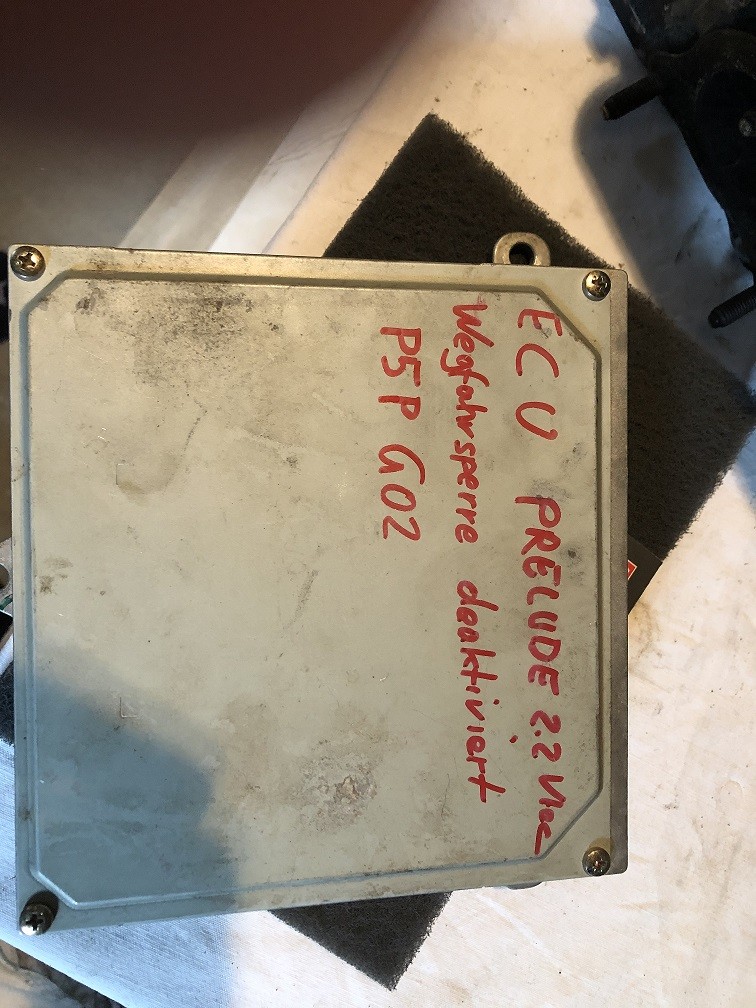 ECU PRELUDE 2.2 Vtec
Wegfahrsperre deaktiviert
P5P G02